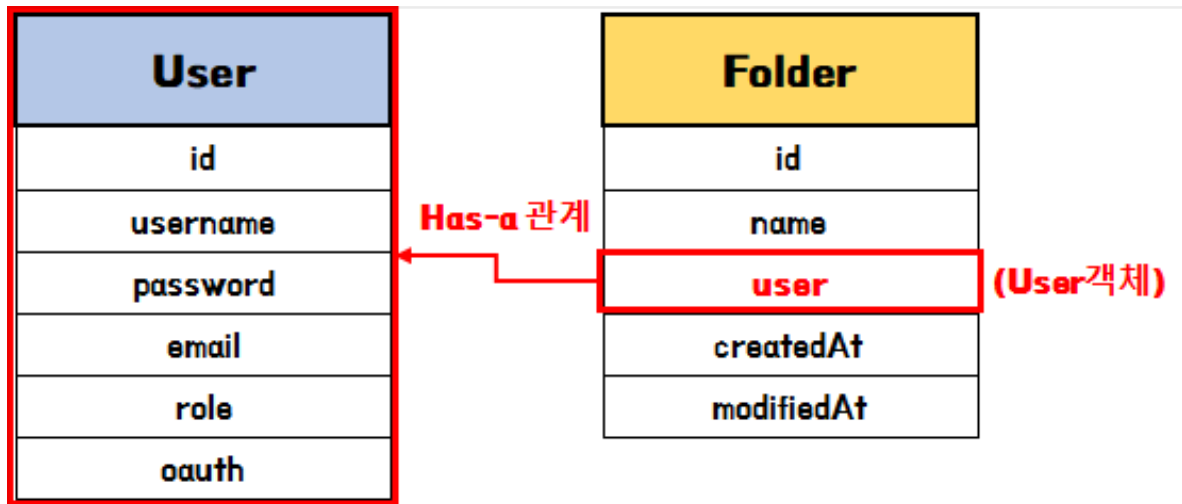 User
id
username
password
email
role
oauth
Has-a 관계
Folder
id
name
user
(User객체)
createdAt
modifiedAt